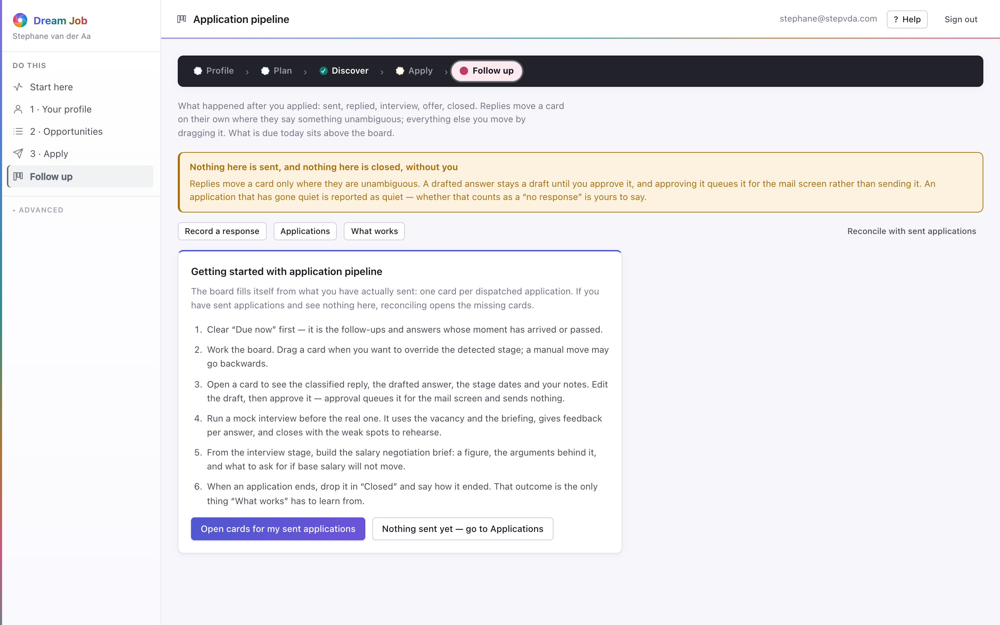 Dream Job
Stephane van der Aa
DO THIS
Start here
1 · Your profile
2 · Opportunities
3 · Apply
Follow up
▸ ADVANCED
Application pipeline
stephane@stepvda.com
? Help
Sign out
Profile › Plan › Discover › Apply › Follow up
What happened after you applied: sent, replied, interview, offer, closed. Replies move a card
on their own where they say something unambiguous; everything else you move by
dragging it. What is due today sits above the board.
Nothing here is sent, and nothing here is closed, without you
Replies move a card only where they are unambiguous. A drafted answer stays a draft until you approve it, and approving it queues it for the mail screen rather than sending it. An
application that has gone quiet is reported as quiet — whether that counts as a “no response” is yours to say.
Record a response
Applications
What works
Reconcile with sent applications
Getting started with application pipeline
The board fills itself from what you have actually sent: one card per dispatched application. If you
have sent applications and see nothing here, reconciling opens the missing cards.
1. Clear “Due now” first — it is the follow-ups and answers whose moment has arrived or passed.
2. Work the board. Drag a card when you want to override the detected stage; a manual move may
go backwards.
3. Open a card to see the classified reply, the drafted answer, the stage dates and your notes. Edit
the draft, then approve it — approval queues it for the mail screen and sends nothing.
4. Run a mock interview before the real one. It uses the vacancy and the briefing, gives feedback
per answer, and closes with the weak spots to rehearse.
5. From the interview stage, build the salary negotiation brief: a figure, the arguments behind it,
and what to ask for if base salary will not move.
6. When an application ends, drop it in “Closed” and say how it ended. That outcome is the only
thing “What works” has to learn from.
Open cards for my sent applications
Nothing sent yet — go to Applications